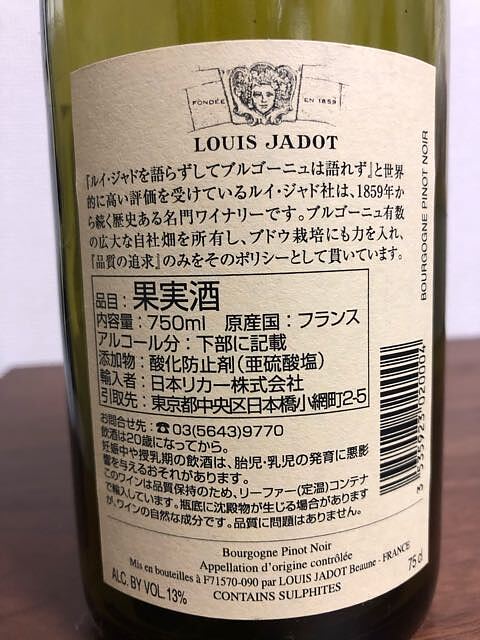 FONDÉE EN 1859
LOUIS JADOT
『ルイ・ジャドを語らずしてブルゴーニュは語れず』と世界
的に高い評価を受けているルイ・ジャド社は、1859年か
ら続く歴史ある名門ワイナリーです。ブルゴーニュ有数
の広大な自社畑を所有し、ブドウ栽培にも力を入れ、
『品質の追求』のみをそのポリシーとして貫いています。
品目：果実酒
内容量：750ml 原産国：フランス
アルコール分：下部に記載
添加物：酸化防止剤(亜硫酸塩)
輸入者：日本リカー株式会社
引取先：東京都中央区日本橋小網町2-5
お問合せ先：☎03(5643)9770
飲酒は20歳になってから。
妊娠中や授乳期の飲酒は、胎児・乳児の発育に悪影
響を与えるおそれがあります。
このワインは品質保持のため、リーファー(定温)コンテナ
で輸入しています。瓶底に沈殿物が生じる場合があります
が、ワインの自然な成分です。品質に問題はありません。
Bourgogne Pinot Noir
Appellation d'origine contrôlée
Mis en bouteilles à F71570-090 par LOUIS JADOT Beaune - FRANCE
ALC. BY VOL. 13%
CONTAINS SULPHITES
75 cl
BOURGOGNE PINOT NOIR
3 535923 020004